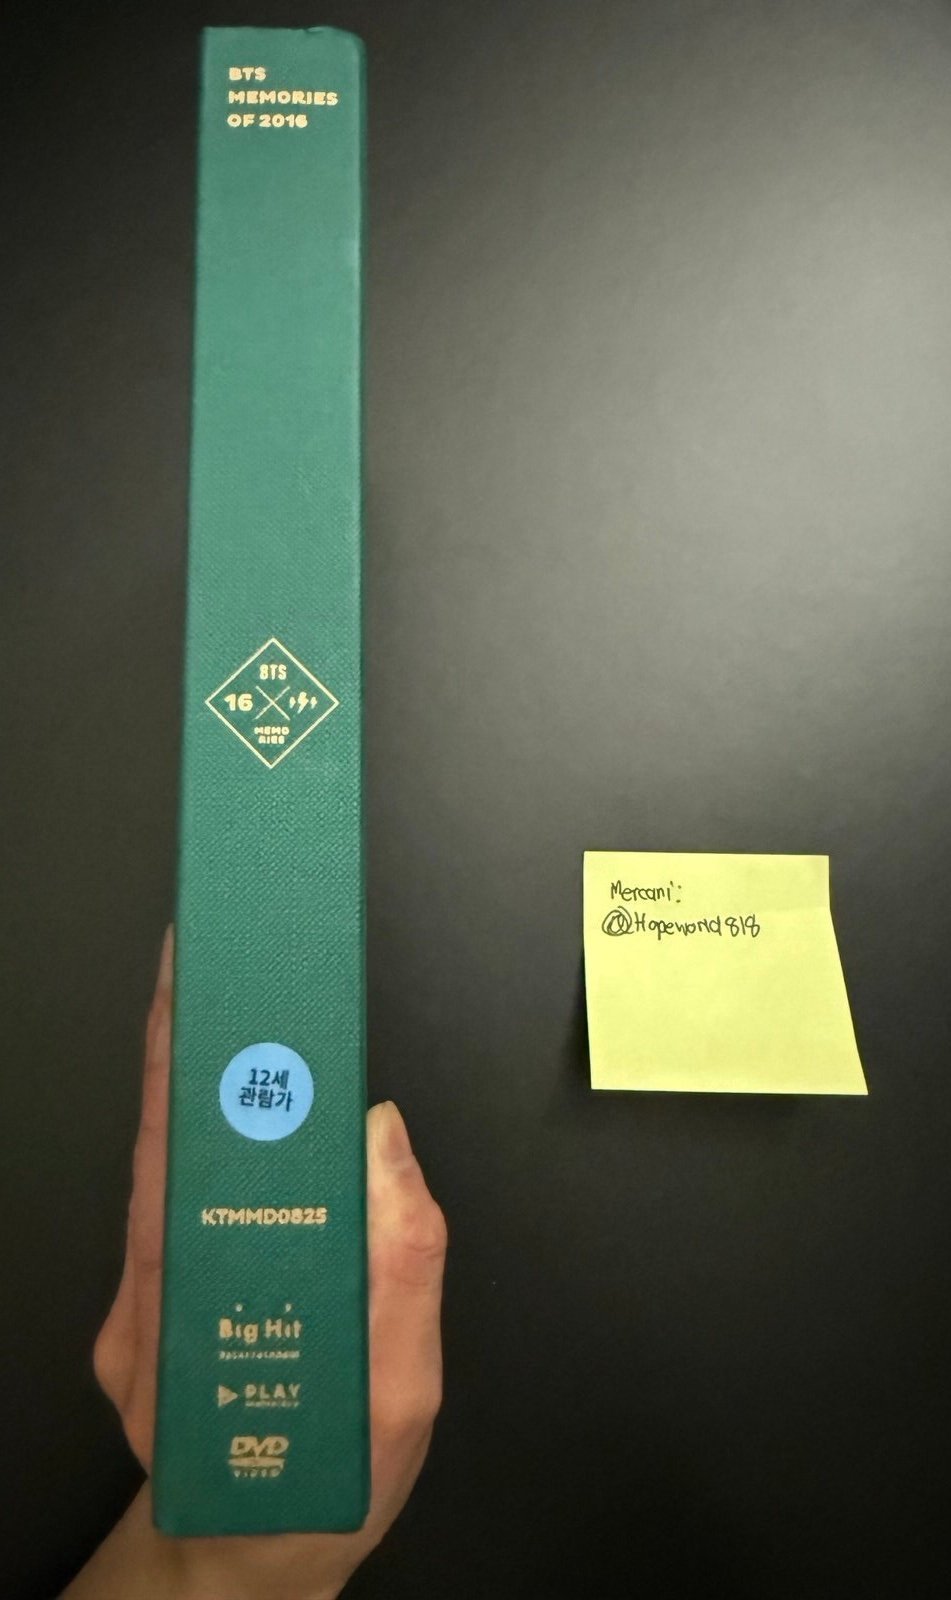 BTS
MEMORIES
OF 2016
BTS
16
MEMO
RIES
12세
관람가
KTMMD0825
Big Hit
PLAY
DVD
VIDEO
Mercari:
@Hopeworld818